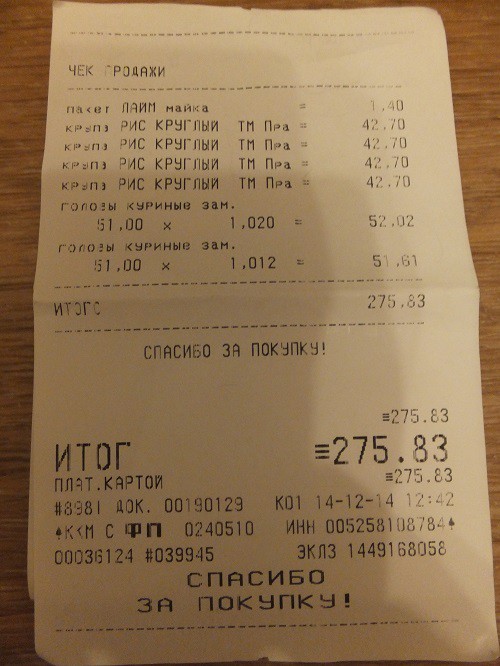 ЧЕК ПРОДАЖИ
пакет ЛАЙМ майка = 1,40
крупа РИС КРУГЛЫЙ ТМ Пра = 42,70
крупа РИС КРУГЛЫЙ ТМ Пра = 42,70
крупа РИС КРУГЛЫЙ ТМ Пра = 42,70
крупа РИС КРУГЛЫЙ ТМ Пра = 42,70
головы куриные зам.
51,00 х 1,020 = 52,02
головы куриные зам.
51,00 х 1,012 = 51,61
ИТОГО 275,83
СПАСИБО ЗА ПОКУПКУ!
≡275.83
ИТОГ ≡275.83
ПЛАТ.КАРТОЙ ≡275.83
#8981 ДОК. 00190129 К01 14-12-14 12:42
♠ККМ С ФП 0240510 ИНН 005258108784♠
00036124 #039945 ЭКЛЗ 1449168058
СПАСИБО
ЗА ПОКУПКУ!